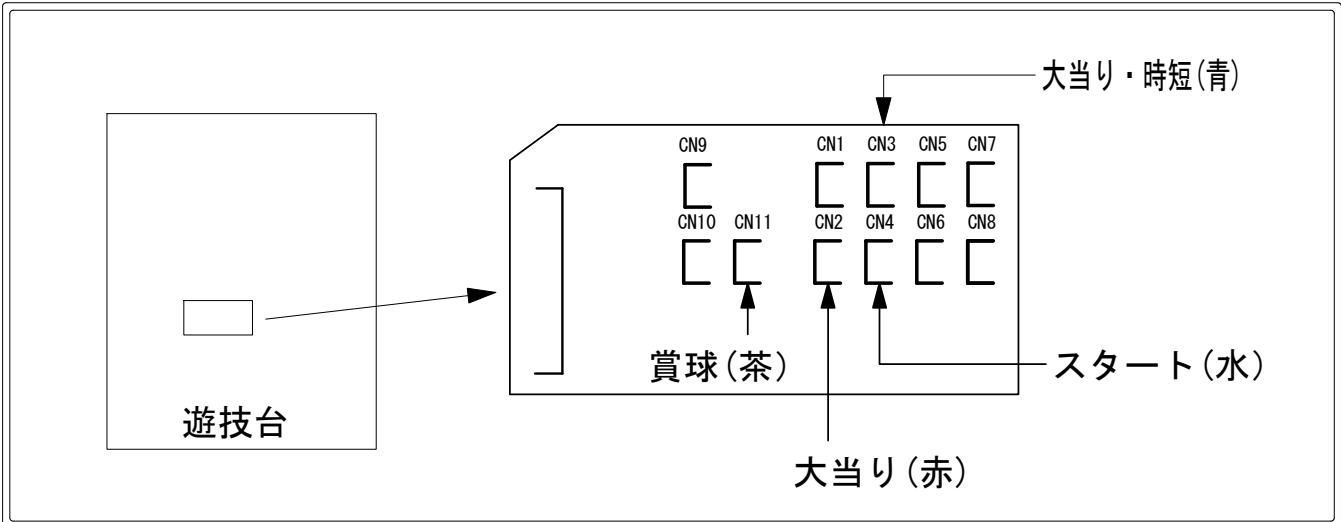 大当り・時短(青)
CN9 CN1 CN3 CN5 CN7
CN10 CN11 CN2 CN4 CN6 CN8
賞球(茶)
スタート(水)
遊技台
大当り(赤)